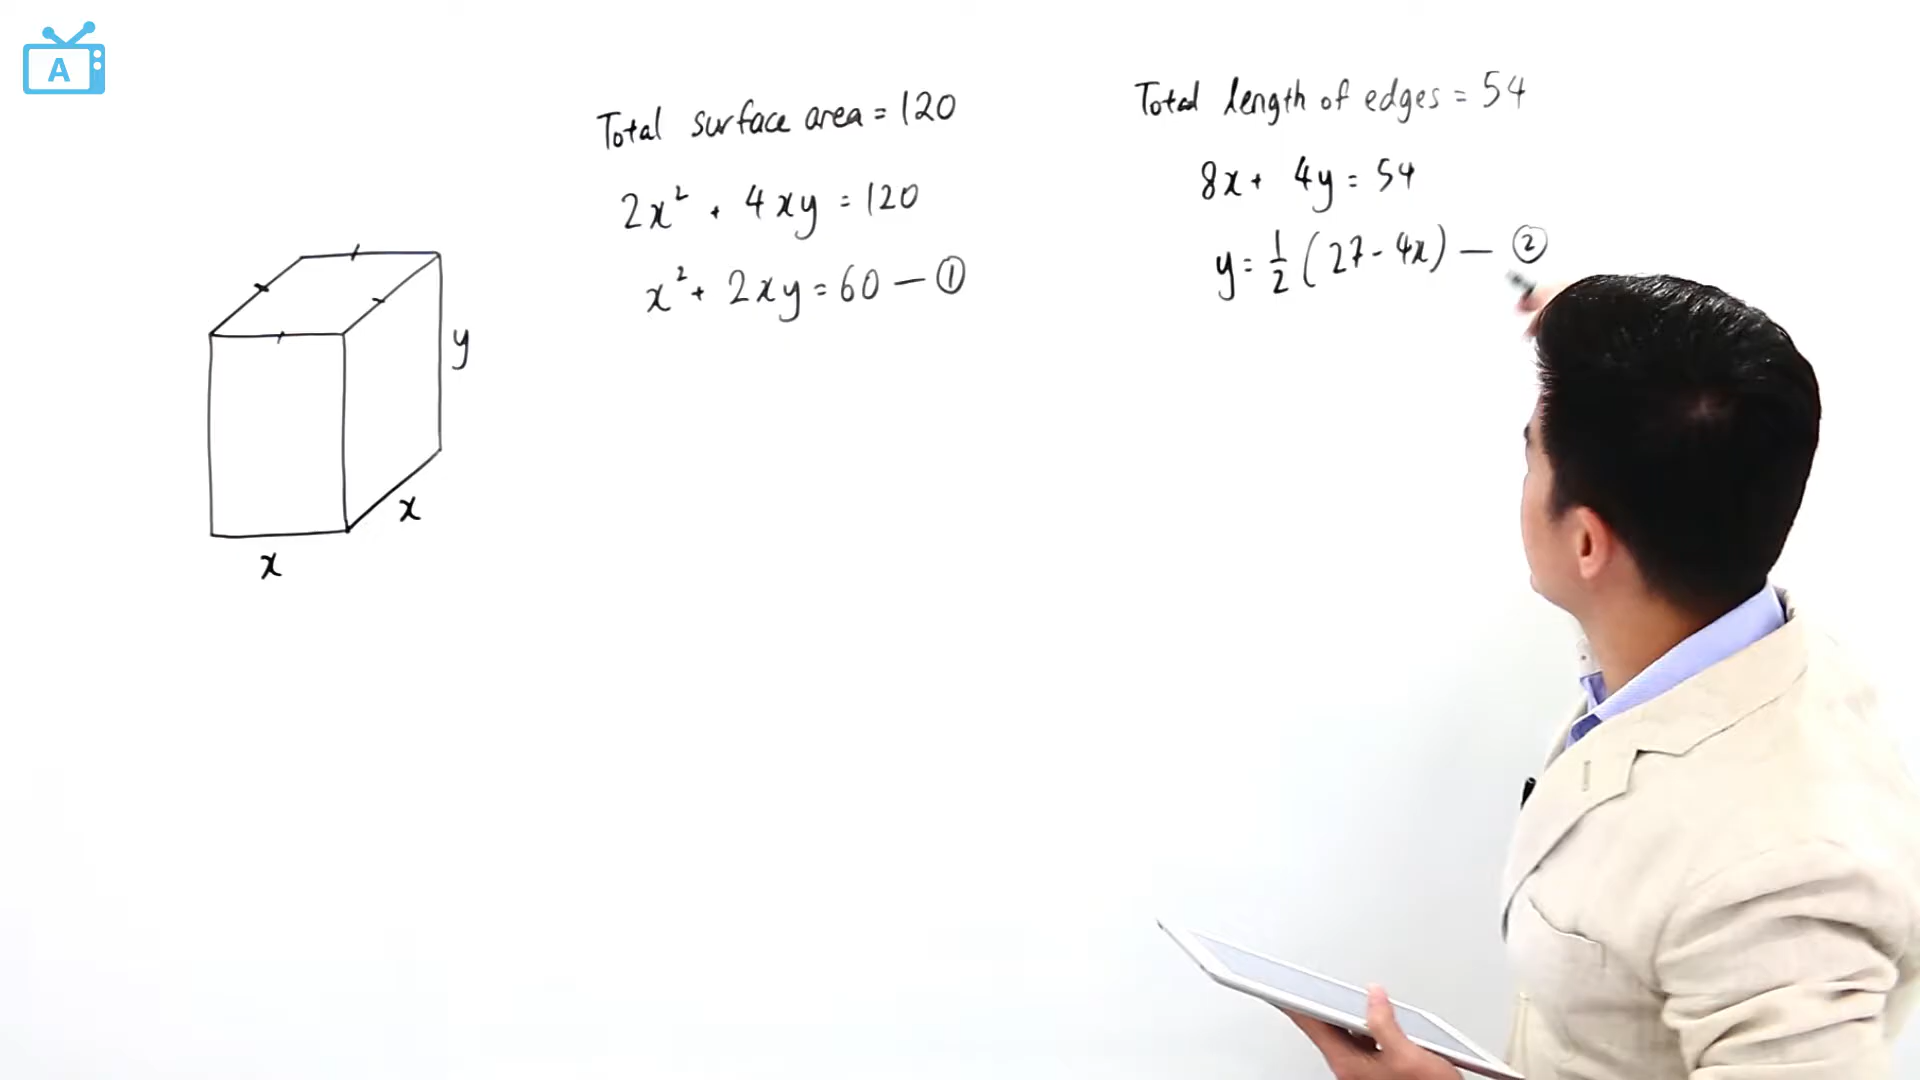 A
Total surface area = 120
2x² + 4xy = 120
x² + 2xy = 60 — ①
Total length of edges = 54
8x + 4y = 54
y = 1/2 (27 - 4x) — ②
y
x
x